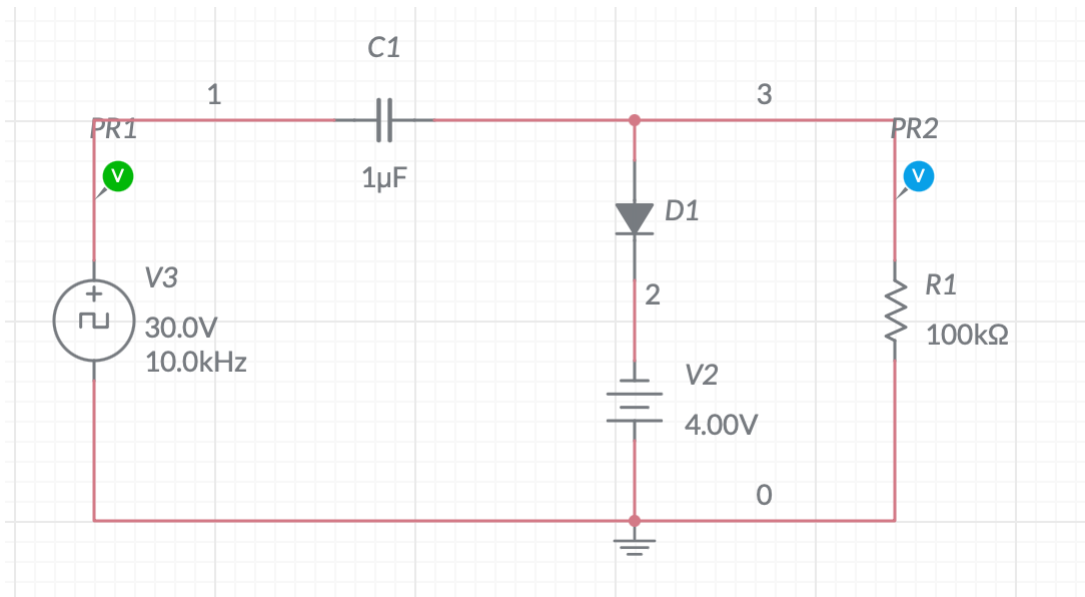 C1
1
3
PR1
PR2
V
V
1µF
D1
V3
2
R1
30.0V
100kΩ
10.0kHz
V2
4.00V
0